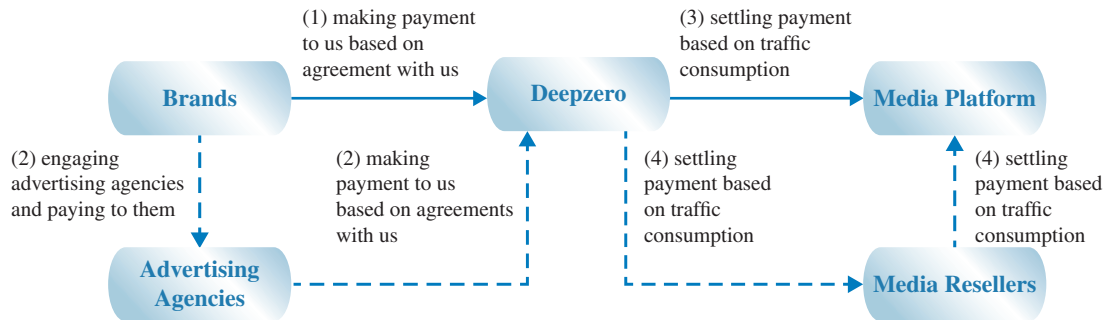 (1) making payment
to us based on
agreement with us
(3) settling payment
based on traffic
consumption
Brands
Deepzero
Media Platform
(2) engaging
advertising agencies
and paying to them
(2) making
payment to us
based on agreements
with us
(4) settling
payment based
on traffic
consumption
(4) settling
payment based
on traffic
consumption
Advertising
Agencies
Media Resellers